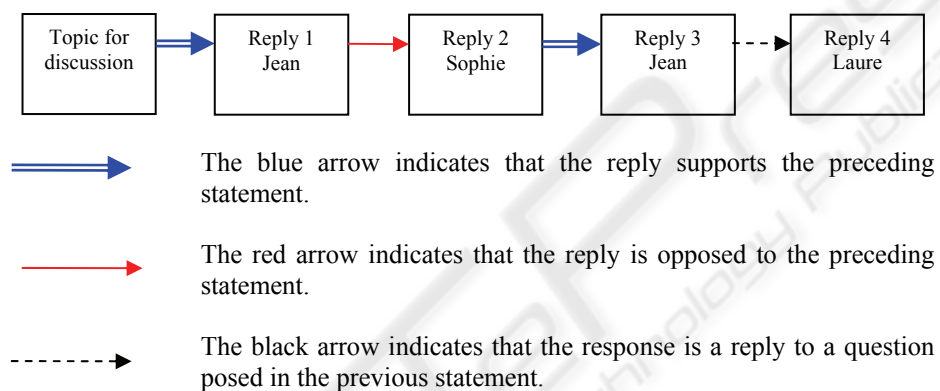 Topic for
discussion
Reply 1
Jean
Reply 2
Sophie
Reply 3
Jean
Reply 4
Laure
The blue arrow indicates that the reply supports the preceding
statement.
The red arrow indicates that the reply is opposed to the preceding
statement.
The black arrow indicates that the response is a reply to a question
posed in the previous statement.